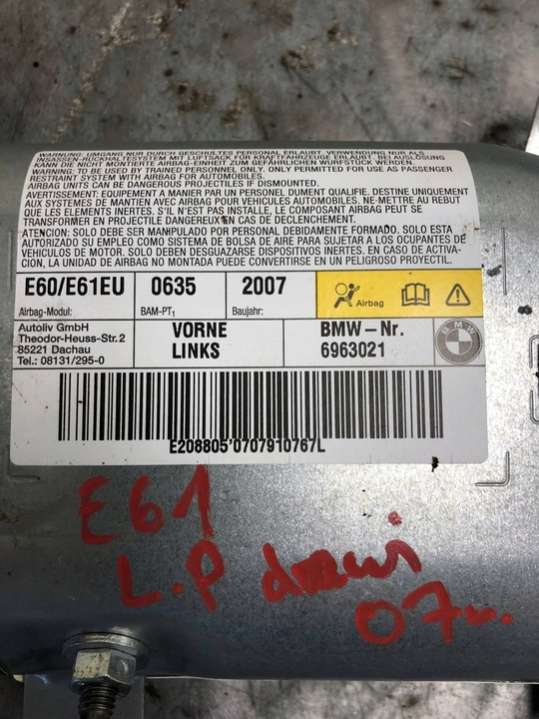 WARNUNG: UMGANG NUR DURCH GESCHULTES PERSONAL ERLAUBT. VERWENDUNG NUR ALS
INSASSEN-RÜCKHALTESYSTEM MIT LUFTSACK FÜR KRAFTFAHRZEUGE ERLAUBT. BEI AUSLÖSUNG
KANN DIE NICHT MONTIERTE AIRBAG-EINHEIT ZUM GEFÄHRLICHEN WURFKÖRPER WERDEN.
WARNING: TO BE USED BY TRAINED PERSONNEL ONLY. ONLY PERMITTED FOR USE AS PASSENGER
RESTRAINT SYSTEM WITH AIRBAG FOR AUTOMOBILES.
AIRBAG UNITS CAN BE DANGEROUS PROJECTILES IF DISMOUNTED.
AVERTISSEMENT: EQUIPEMENT A MANIER PAR UN PERSONEL DUMENT QUALIFIE. DESTINE UNIQUEMENT
AUX SYSTEMES DE MANTIEN AVEC AIRBAG POUR VEHICULES AUTOMOBILES. NE-METTRE AU REBUT
QUE LES ELEMENTS INERTES. S'IL N'EST PAS INSTALLE, LE COMPOSANT AIRBAG PEUT SE
TRANSFORMER EN PROJECTILE DANGEREUX EN CAS DE DECLENCHEMENT.
ATENCION: SOLO DEBE SER MANIPULADO POR PERSONAL DEBIDAMENTE FORMADO. SOLO ESTA
AUTORIZADO SU EMPLEO COMO SISTEMA DE BOLSA DE AIRE PARA SUJETAR A LOS OCUPANTES DE
VEHICULOS DE MOTOR. SOLO DEBEN DESGUAZARSE DISPOSITIVOS INERTES. EN CASO DE ACTIVA-
CION, LA UNIDAD DE AIRBAG NO MONTADA PUEDE CONVERTIRSE EN UN PELIGROSO PROYECTIL.
E60/E61EU 0635 2007 Airbag
Airbag-Modul: BAM-PT1 Baujahr:
Autoliv GmbH
Theodor-Heuss-Str.2
85221 Dachau
Tel.: 08131/295-0
VORNE
LINKS
BMW-Nr.
6963021
BMW
E208805'0707910767L
E61
L.P drzwi
07r.